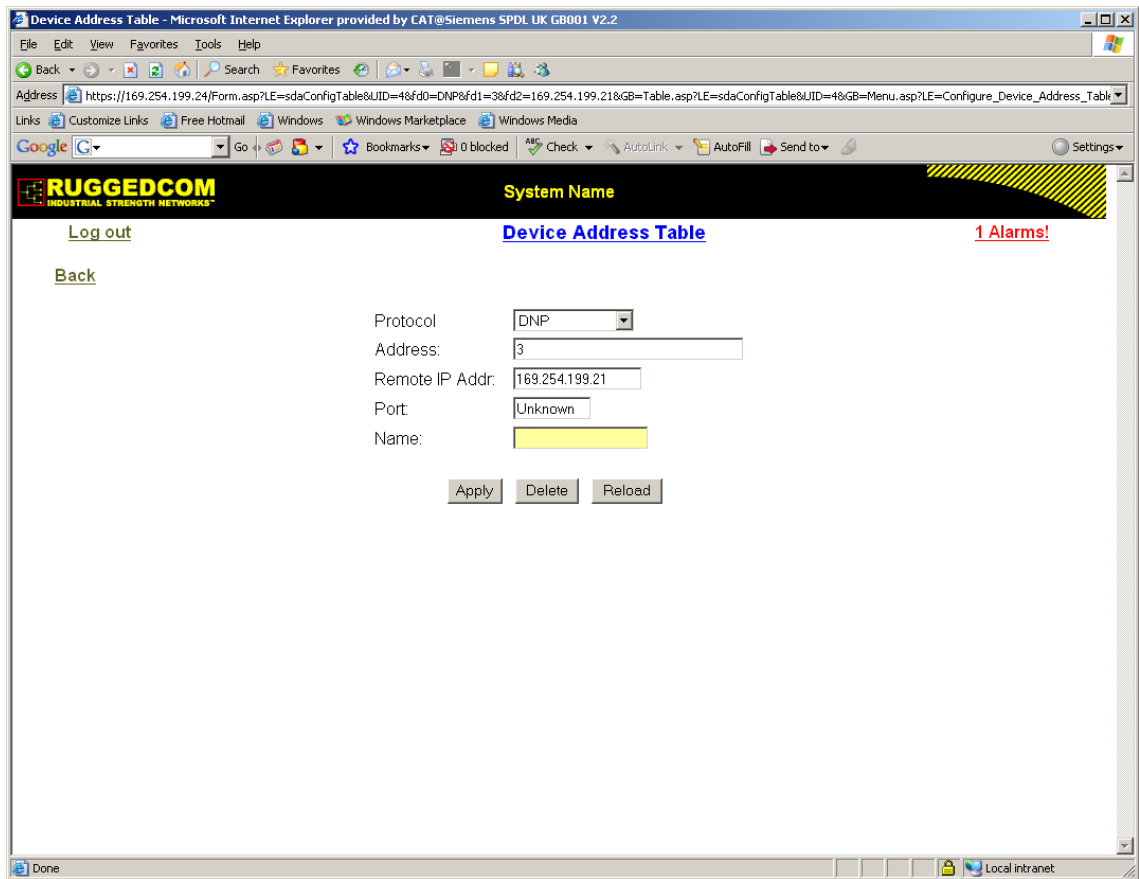 Device Address Table - Microsoft Internet Explorer provided by CAT@Siemens SPDL UK GB001 V2.2
File Edit View Favorites Tools Help
Back Search Favorites
Address https://169.254.199.24/Form.asp?LE=sdaConfigTable&UID=4&fd0=DNP&fd1=3&fd2=169.254.199.21&GB=Table.asp?LE=sdaConfigTable&UID=4&GB=Menu.asp?LE=Configure_Device_Address_Table
Links Customize Links Free Hotmail Windows Windows Marketplace Windows Media
Google G Go Bookmarks 0 blocked ABC Check AutoLink AutoFill Send to Settings
RUGGEDCOM System Name
INDUSTRIAL STRENGTH NETWORKS™
Log out Device Address Table 1 Alarms!
Back
Protocol DNP
Address: 3
Remote IP Addr: 169.254.199.21
Port: Unknown
Name:
Apply Delete Reload
Done Local intranet